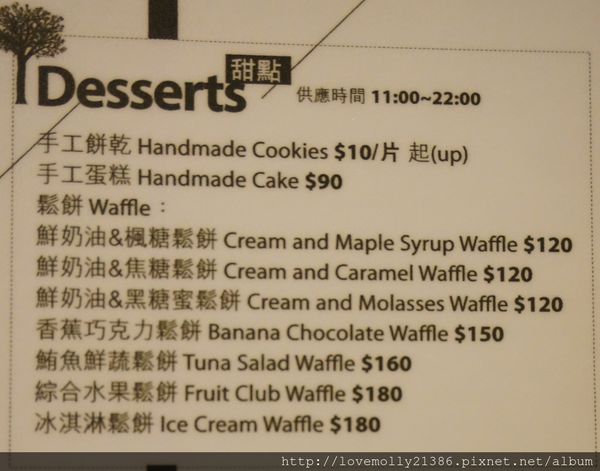 Desserts 甜點 供應時間 11:00~22:00
手工餅乾 Handmade Cookies $10/片 起(up)
手工蛋糕 Handmade Cake $90
鬆餅 Waffle：
鮮奶油&楓糖鬆餅 Cream and Maple Syrup Waffle $120
鮮奶油&焦糖鬆餅 Cream and Caramel Waffle $120
鮮奶油&黑糖蜜鬆餅 Cream and Molasses Waffle $120
香蕉巧克力鬆餅 Banana Chocolate Waffle $150
鮪魚鮮蔬鬆餅 Tuna Salad Waffle $160
綜合水果鬆餅 Fruit Club Waffle $180
冰淇淋鬆餅 Ice Cream Waffle $180
http://lovemolly21386.pixnet.net/album